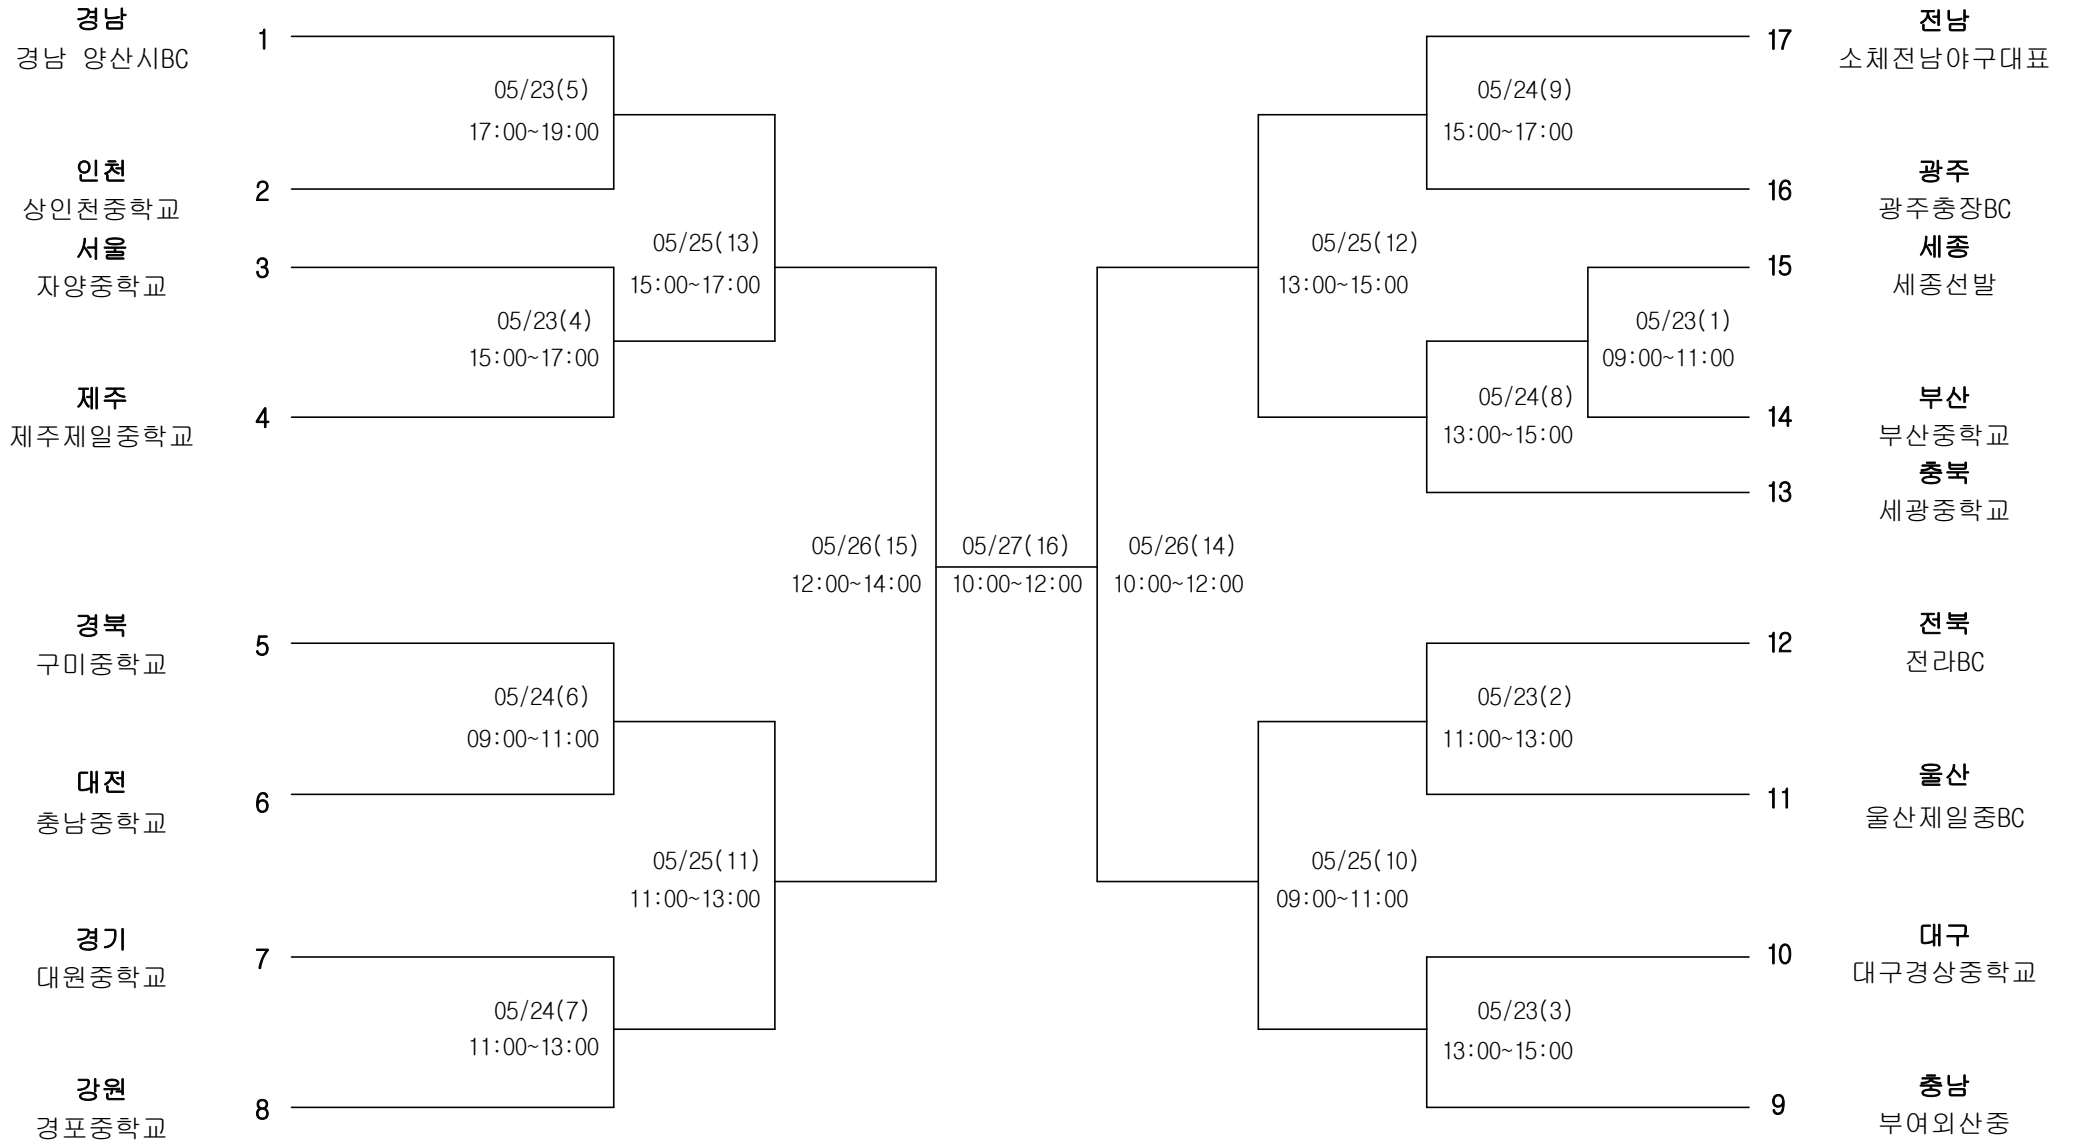 경남
경남 양산시BC
1
05/23(5)
17:00~19:00
인천
상인천중학교
2
서울
자양중학교
3
05/25(13)
15:00~17:00
05/23(4)
15:00~17:00
제주
제주제일중학교
4
05/26(15)
12:00~14:00
경북
구미중학교
5
05/24(6)
09:00~11:00
대전
충남중학교
6
05/25(11)
11:00~13:00
경기
대원중학교
7
05/24(7)
11:00~13:00
강원
경포중학교
8
05/27(16)
10:00~12:00
전남
소체전남야구대표
17
05/24(9)
15:00~17:00
광주
광주충장BC
16
05/25(12)
13:00~15:00
세종
세종선발
15
05/23(1)
09:00~11:00
05/24(8)
13:00~15:00
부산
부산중학교
14
충북
세광중학교
13
05/26(14)
10:00~12:00
전북
전라BC
12
05/23(2)
11:00~13:00
울산
울산제일중BC
11
05/25(10)
09:00~11:00
대구
대구경상중학교
10
05/23(3)
13:00~15:00
충남
부여외산중
9